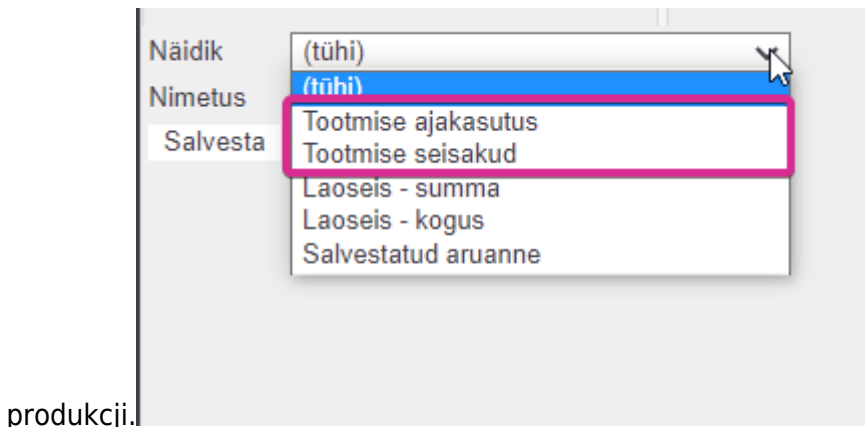 Näidik (tühi)
(tühi)
Nimetus
Tootmise ajakasutus
Salvesta
Tootmise seisakud
Laoseis - summa
Laoseis - kogus
Salvestatud aruanne
produkcji.